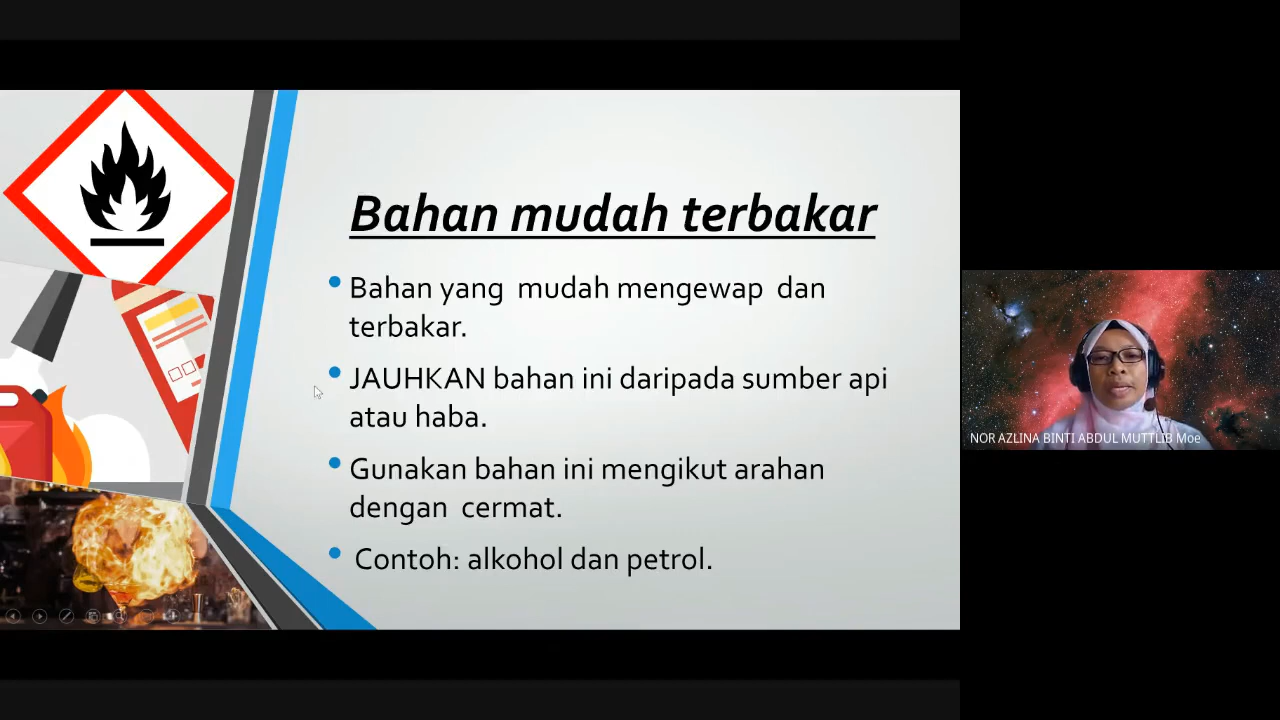 Bahan mudah terbakar
• Bahan yang mudah mengewap dan
terbakar.
• JAUHKAN bahan ini daripada sumber api
atau haba.
• Gunakan bahan ini mengikut arahan
dengan cermat.
• Contoh: alkohol dan petrol.
NOR AZLINA BINTI ABDUL MUTTLIB Moe